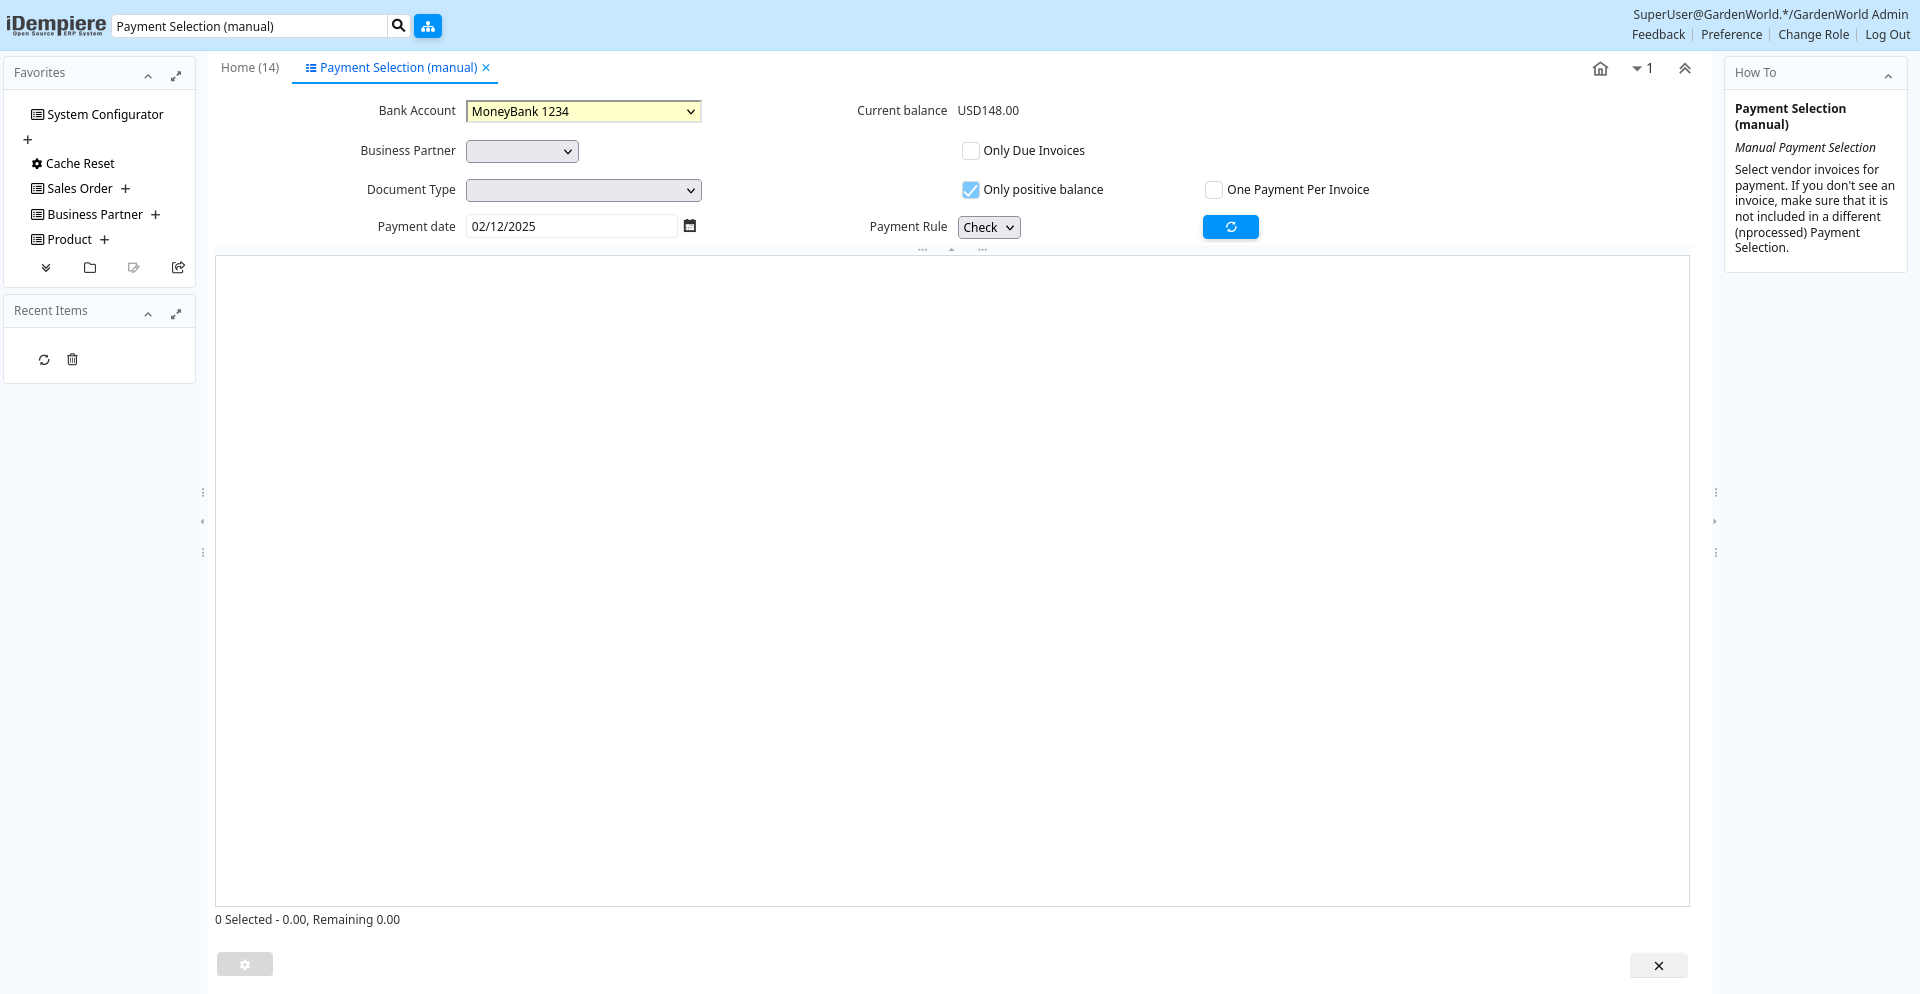 iDempiere
Open Source ERP System
Payment Selection (manual)
SuperUser@GardenWorld.*/GardenWorld Admin
Feedback
Preference
Change Role
Log Out
Favorites
System Configurator
Cache Reset
Sales Order
Business Partner
Product
Recent Items
Home (14)
Payment Selection (manual)
1
Bank Account
MoneyBank 1234
Current balance
USD148.00
Business Partner
Only Due Invoices
Document Type
Only positive balance
One Payment Per Invoice
Payment date
02/12/2025
Payment Rule
Check
0 Selected - 0.00, Remaining 0.00
How To
Payment Selection
(manual)
Manual Payment Selection
Select vendor invoices for
payment. If you don't see an
invoice, make sure that it is
not included in a different
(nprocessed) Payment
Selection.